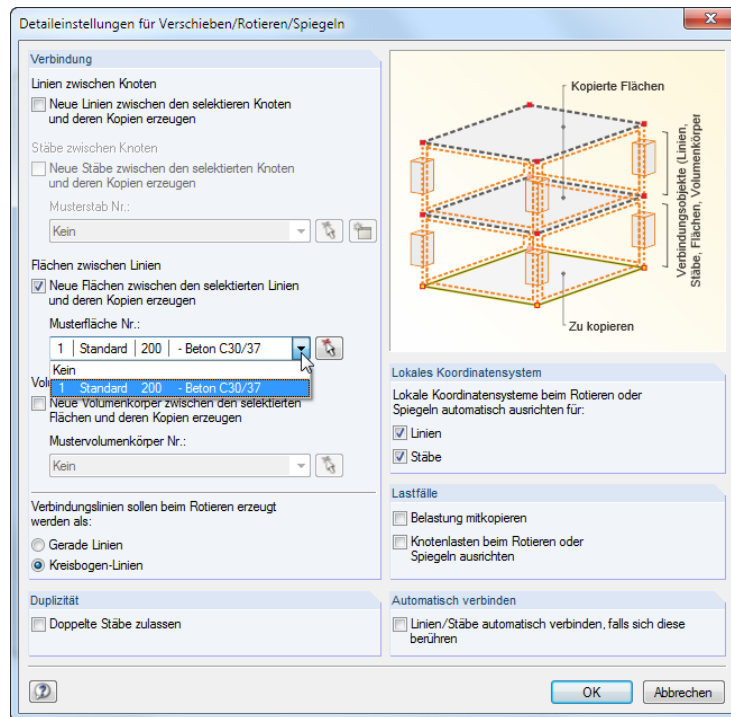 Detaileinstellungen für Verschieben/Rotieren/Spiegeln
Verbindung
Linien zwischen Knoten
Neue Linien zwischen den selektieren Knoten
und deren Kopien erzeugen
Stäbe zwischen Knoten
Neue Stäbe zwischen den selektierten Knoten
und deren Kopien erzeugen
Musterstab Nr.:
Kein
Flächen zwischen Linien
Neue Flächen zwischen den selektierten Linien
und deren Kopien erzeugen
Musterfläche Nr.:
1 | Standard | 200 | - Beton C30/37
Kein
1 Standard 200 - Beton C30/37
Neue Volumenkörper zwischen den selektierten
Flächen und deren Kopien erzeugen
Mustervolumenkörper Nr.:
Kein
Verbindungslinien sollen beim Rotieren erzeugt
werden als:
Gerade Linien
Kreisbogen-Linien
Duplizität
Doppelte Stäbe zulassen
Kopierte Flächen
Verbindungsobjekte (Linien,
Stäbe, Flächen, Volumenkörper
Zu kopieren
Lokales Koordinatensystem
Lokale Koordinatensysteme beim Rotieren oder
Spiegeln automatisch ausrichten für:
Linien
Stäbe
Lastfälle
Belastung mitkopieren
Knotenlasten beim Rotieren oder
Spiegeln ausrichten
Automatisch verbinden
Linien/Stäbe automatisch verbinden, falls sich diese
berühren
OK
Abbrechen